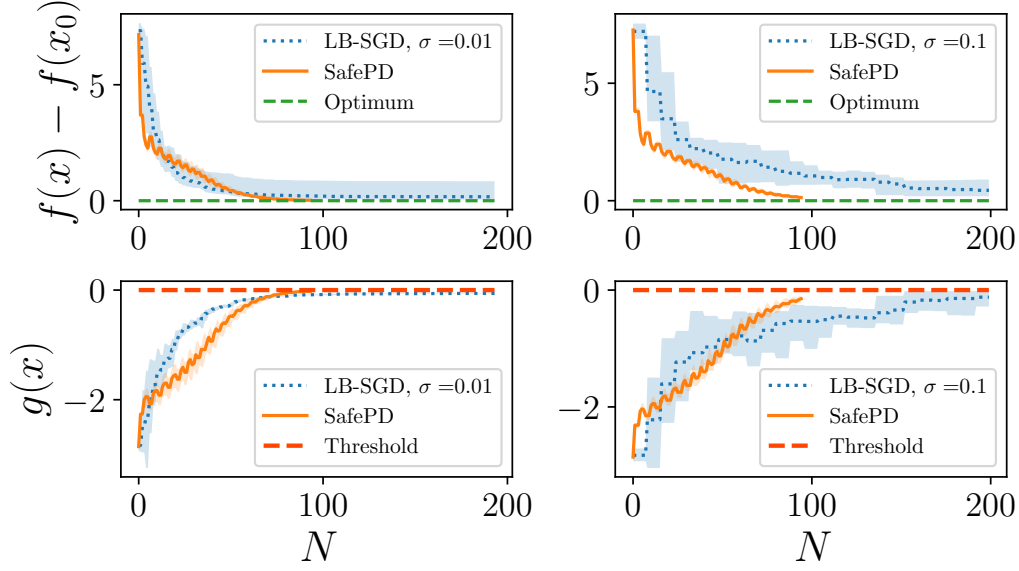 f(x) − f(x₀)
5
0
0
100
200
LB-SGD, σ =0.01
SafePD
Optimum
5
0
0
100
200
LB-SGD, σ =0.1
SafePD
Optimum
g(x)
0
−2
0
100
200
N
LB-SGD, σ =0.01
SafePD
Threshold
0
−2
0
100
200
N
LB-SGD, σ =0.1
SafePD
Threshold